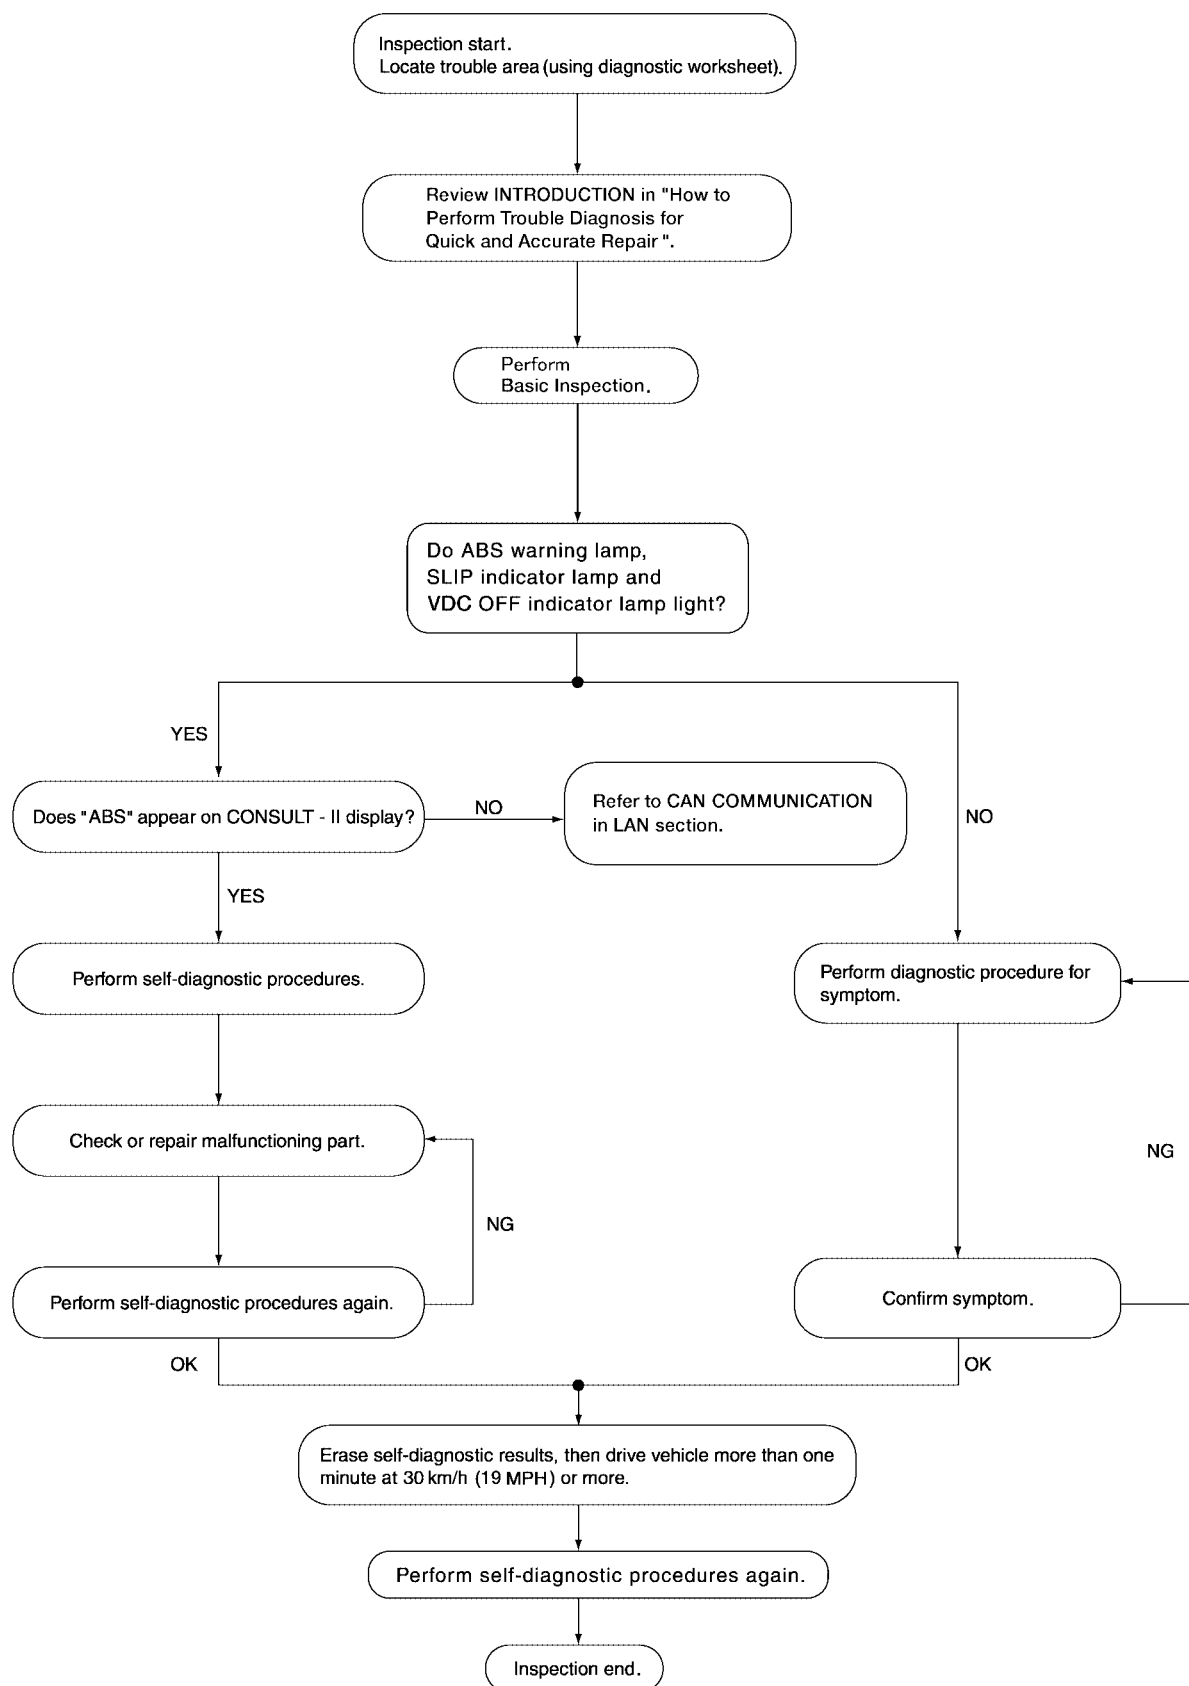 Inspection start.
Locate trouble area (using diagnostic worksheet).
Review INTRODUCTION in "How to
Perform Trouble Diagnosis for
Quick and Accurate Repair ".
Perform
Basic Inspection.
Do ABS warning lamp,
SLIP indicator lamp and
VDC OFF indicator lamp light?
YES
Does "ABS" appear on CONSULT - II display?
NO
Refer to CAN COMMUNICATION
in LAN section.
NO
YES
Perform self-diagnostic procedures.
Perform diagnostic procedure for
symptom.
Check or repair malfunctioning part.
NG
NG
Perform self-diagnostic procedures again.
Confirm symptom.
OK
OK
Erase self-diagnostic results, then drive vehicle more than one
minute at 30 km/h (19 MPH) or more.
Perform self-diagnostic procedures again.
Inspection end.